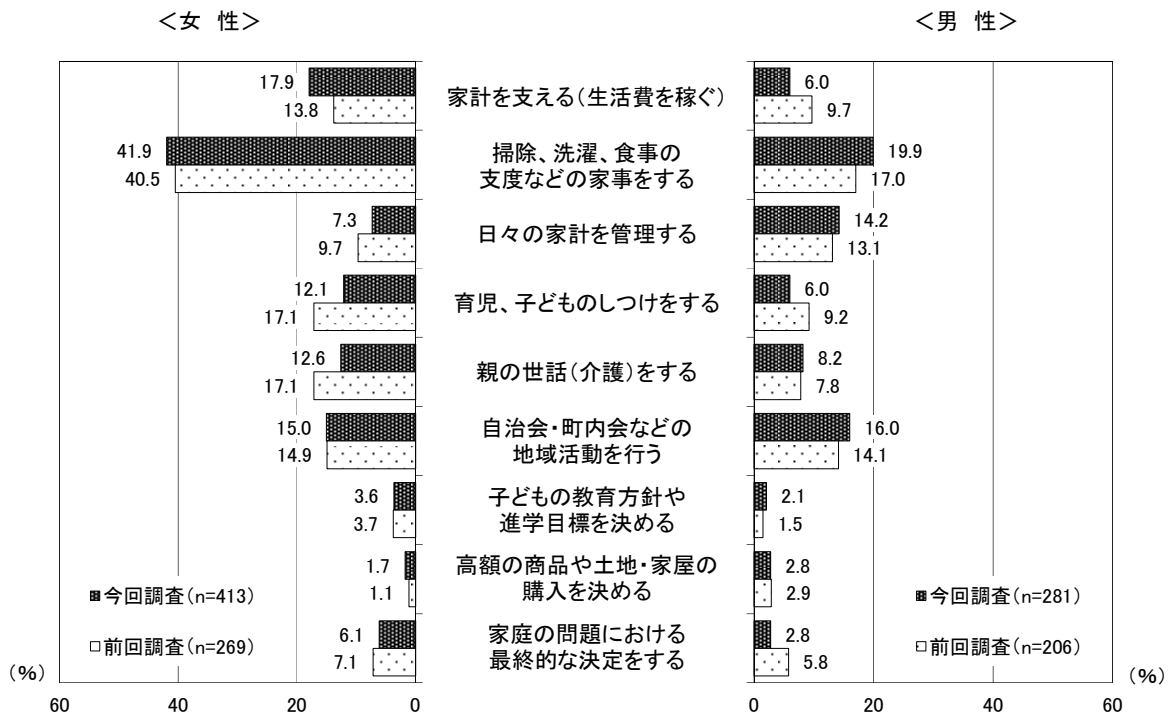 ＜女 性＞
＜男 性＞
17.9
13.8
家計を支える（生活費を稼ぐ）
6.0
9.7
41.9
40.5
掃除、洗濯、食事の
支度などの家事をする
19.9
17.0
7.3
9.7
日々の家計を管理する
14.2
13.1
12.1
17.1
育児、子どものしつけをする
6.0
9.2
12.6
17.1
親の世話（介護）をする
8.2
7.8
15.0
14.9
自治会・町内会などの
地域活動を行う
16.0
14.1
3.6
3.7
子どもの教育方針や
進学目標を決める
2.1
1.5
1.7
1.1
高額の商品や土地・家屋の
購入を決める
2.8
2.9
6.1
7.1
家庭の問題における
最終的な決定をする
2.8
5.8
今回調査（n=413）
前回調査（n=269）
今回調査（n=281）
前回調査（n=206）
（％）
60 40 20 0
0 20 40 60
（％）